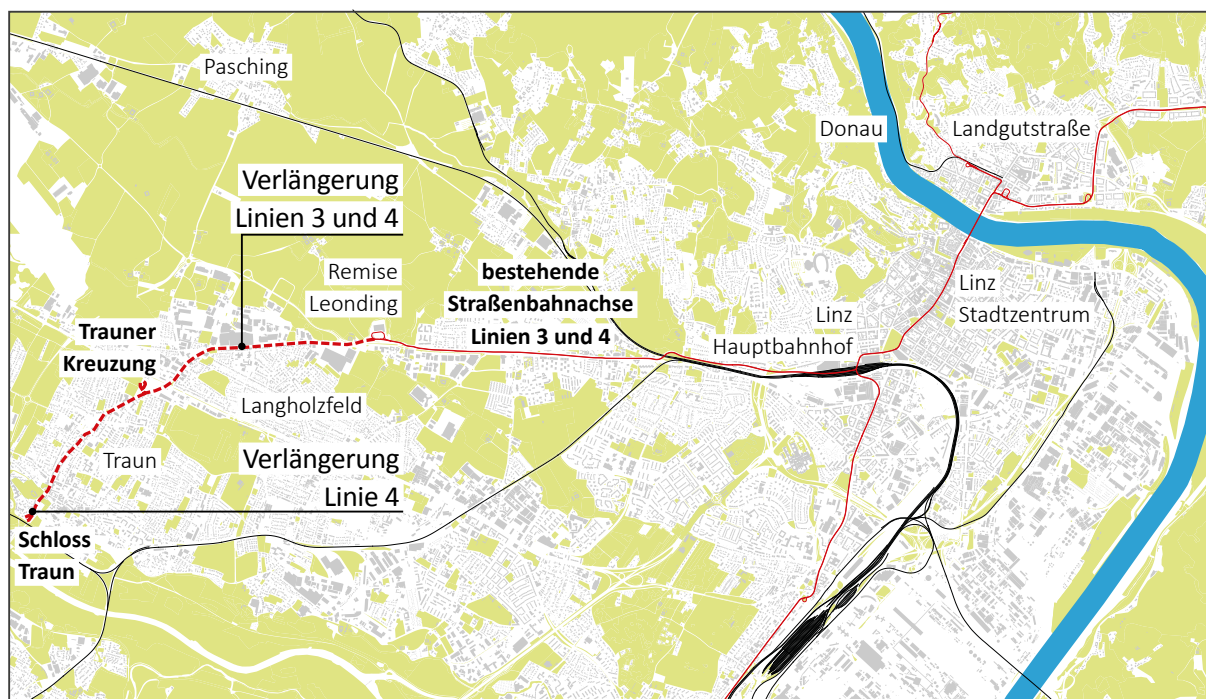 Pasching
Donau
Landgutstraße
Verlängerung
Linien 3 und 4
Remise
Leonding
bestehende
Straßenbahnachse
Linien 3 und 4
Linz
Stadtzentrum
Linz
Hauptbahnhof
Trauner
Kreuzung
Langholzfeld
Traun
Verlängerung
Linie 4
Schloss
Traun